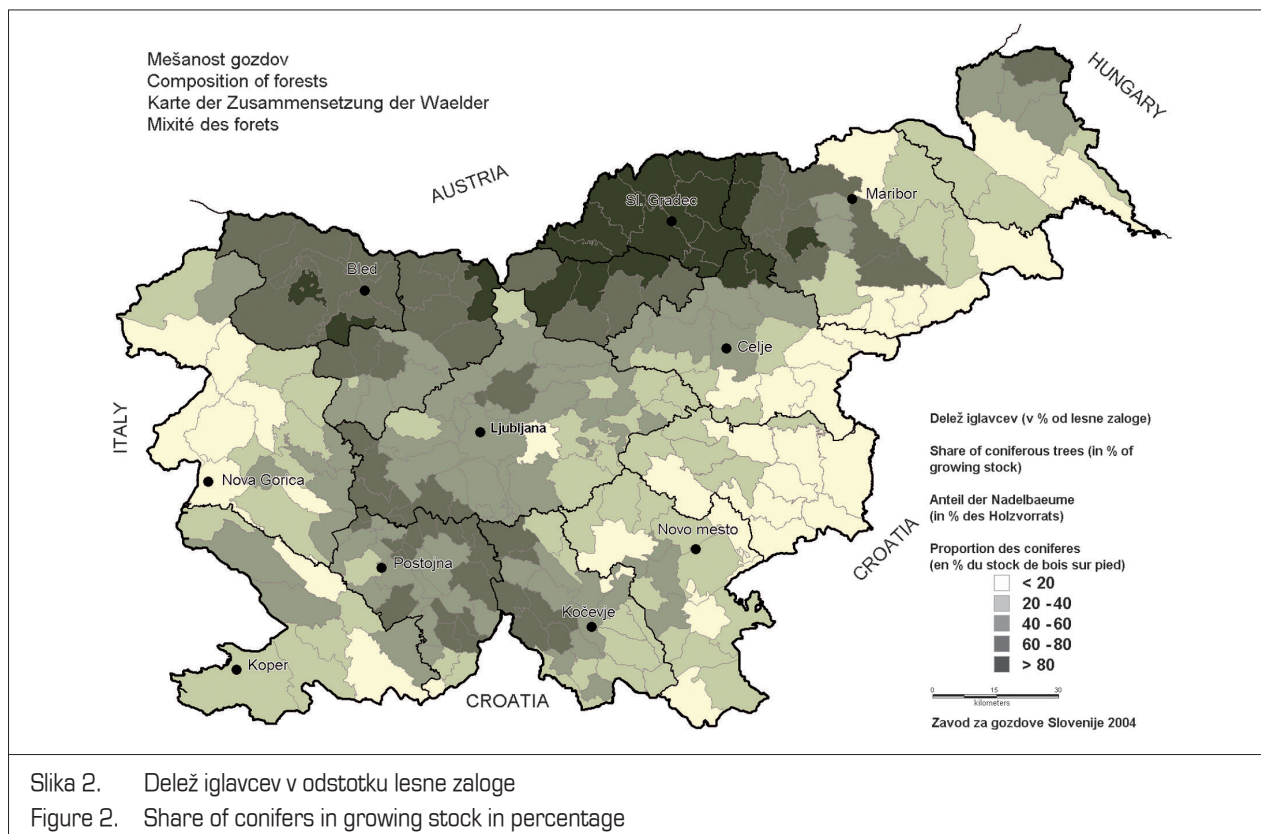 Mešanost gozdov
Composition of forests
Karte der Zusammensetzung der Waelder
Mixité des forets
HUNGARY
AUSTRIA
Sl. Gradec
Maribor
Bled
Celje
ITALY
Ljubljana
Nova Gorica
Novo mesto
CROATIA
Postojna
Kočevje
Koper
CROATIA
Delež iglavcev (v % od lesne zaloge)
Share of coniferous trees (in % of
growing stock)
Anteil der Nadelbaeume
(in % des Holzvorrats)
Proportion des coniferes
(en % du stock de bois sur pied)
< 20
20 - 40
40 - 60
60 - 80
> 80
0 15 30
kilometers
Zavod za gozdove Slovenije 2004
Slika 2. Delež iglavcev v odstotku lesne zaloge
Figure 2. Share of conifers in growing stock in percentage